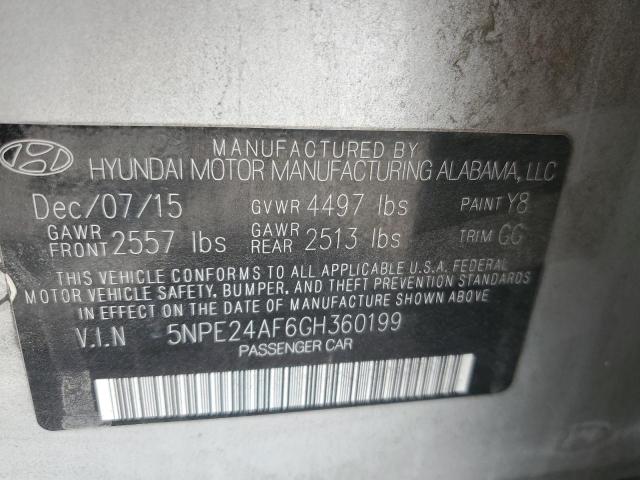 MANUFACTURED BY
HYUNDAI MOTOR MANUFACTURING ALABAMA, LLC
Dec/07/15 GVWR 4497 lbs PAINT Y8
GAWR FRONT 2557 lbs GAWR REAR 2513 lbs TRIM GG
THIS VEHICLE CONFORMS TO ALL APPLICABLE U.S.A. FEDERAL
MOTOR VEHICLE SAFETY, BUMPER, AND THEFT PREVENTION STANDARDS
IN EFFECT ON THE DATE OF MANUFACTURE SHOWN ABOVE.
V.I.N 5NPE24AF6GH360199
PASSENGER CAR